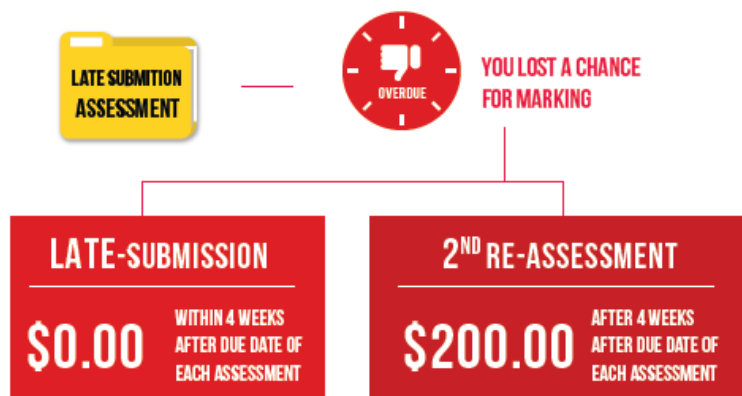 LATE SUBMITION
ASSESSMENT
OVERDUE
YOU LOST A CHANCE
FOR MARKING
LATE-SUBMISSION
$0.00
WITHIN 4 WEEKS
AFTER DUE DATE OF
EACH ASSESSMENT
2ND RE-ASSESSMENT
$200.00
AFTER 4 WEEKS
AFTER DUE DATE OF
EACH ASSESSMENT